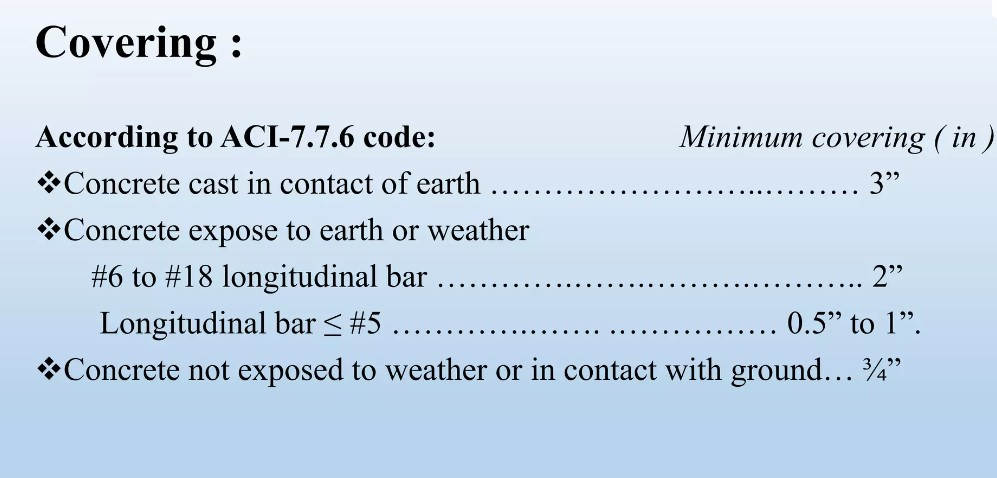 Covering :
According to ACI-7.7.6 code: Minimum covering ( in )
❖Concrete cast in contact of earth ……………………..……… 3”
❖Concrete expose to earth or weather
#6 to #18 longitudinal bar ………….…….……….……….. 2”
Longitudinal bar ≤ #5 ………….……. ……………… 0.5” to 1”.
❖Concrete not exposed to weather or in contact with ground… ¾”